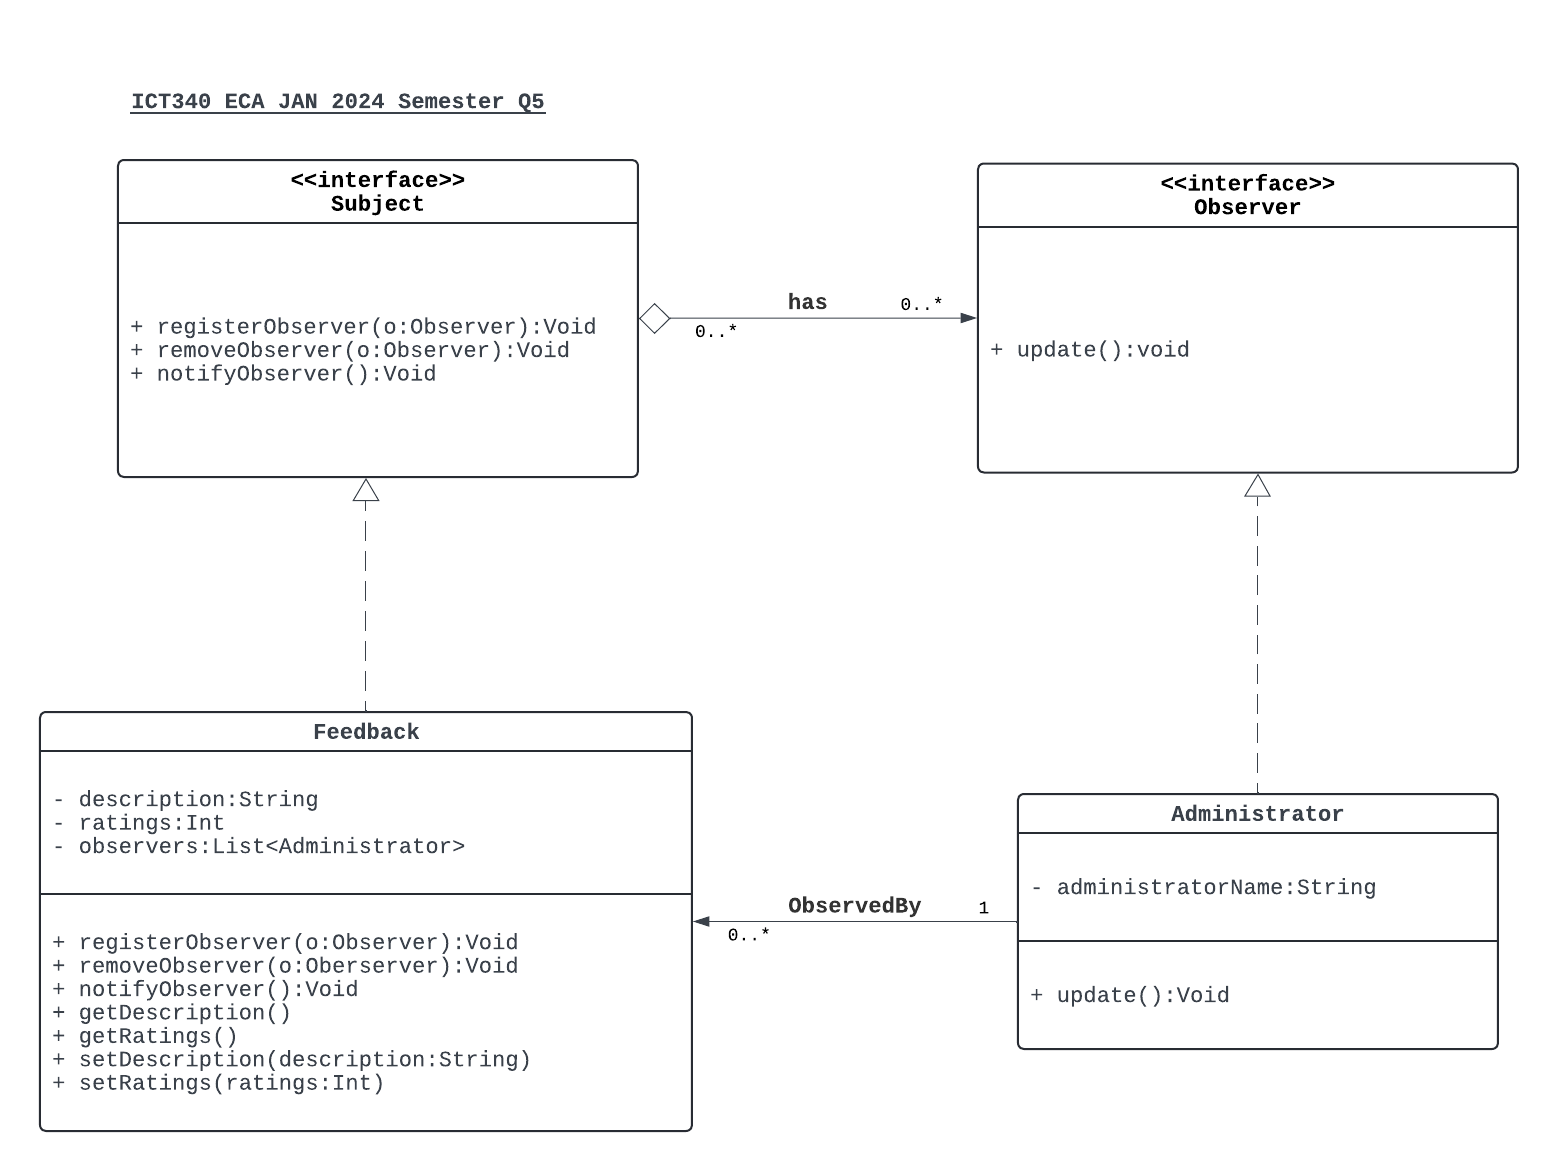 ICT340 ECA JAN 2024 Semester Q5
<<interface>>
Subject
+ registerObserver(o:Observer):Void
+ removeObserver(o:Observer):Void
+ notifyObserver():Void
has
0..*
0..*
<<interface>>
Observer
+ update():void
Feedback
- description:String
- ratings:Int
- observers:List<Administrator>
+ registerObserver(o:Observer):Void
+ removeObserver(o:Oberserver):Void
+ notifyObserver():Void
+ getDescription()
+ getRatings()
+ setDescription(description:String)
+ setRatings(ratings:Int)
ObservedBy
1
0..*
Administrator
- administratorName:String
+ update():Void